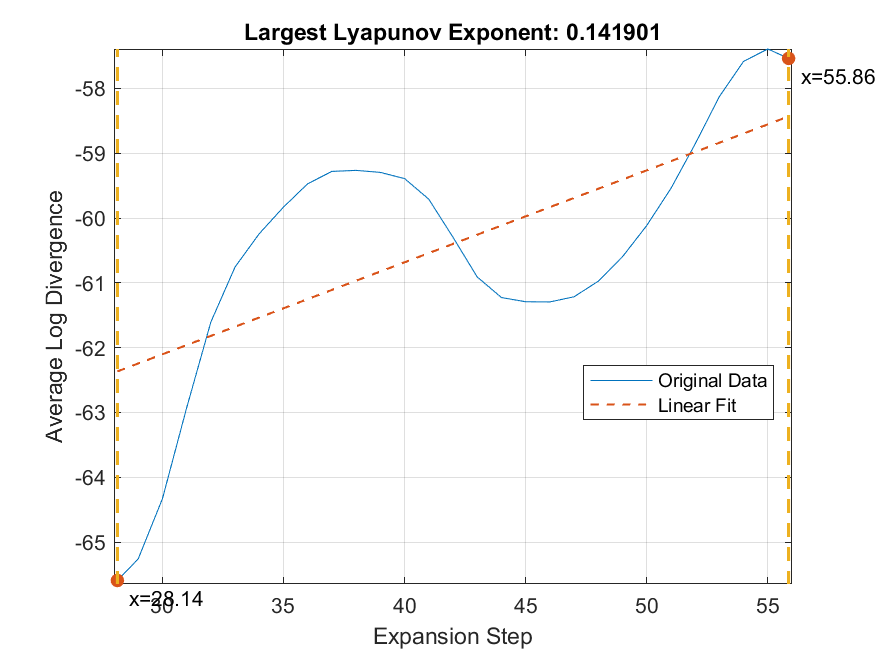 Largest Lyapunov Exponent: 0.141901
-58
x=55.86
-59
-60
-61
-62
-63
-64
-65
Average Log Divergence
Original Data
Linear Fit
x=28.14
30
35
40
45
50
55
Expansion Step